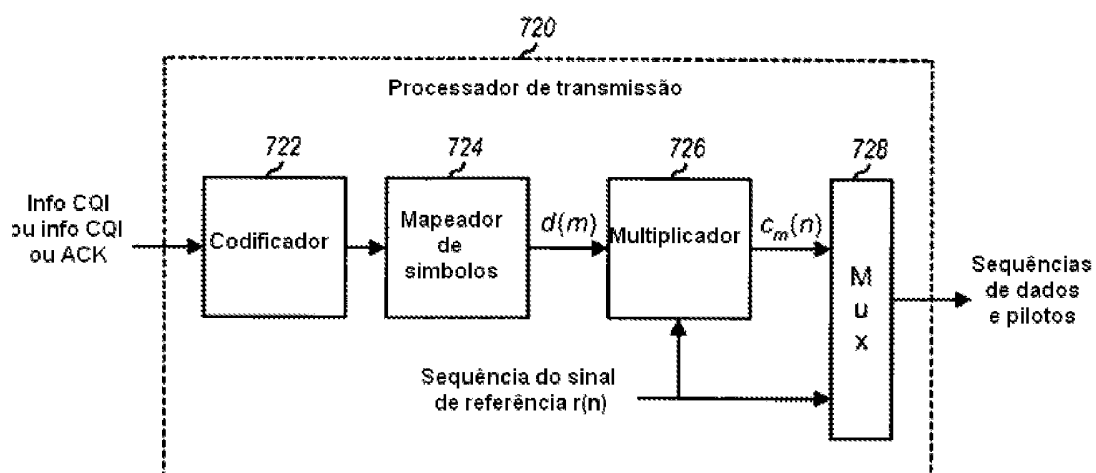 720
Processador de transmissão
722
724
726
728
Info CQI
ou info CQI
ou ACK
Codificador
Mapeador
de
simbolos
d(m)
Multiplicador
c_m(n)
M
u
x
Sequências
de dados
e pilotos
Sequência do sinal
de referência r(n)